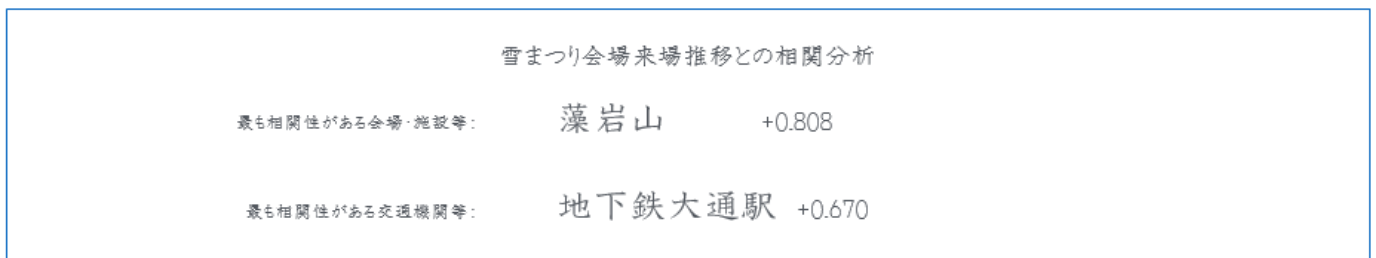 雪まつり会場来場推移との相関分析
最も相関性がある会場・施設等： 藻岩山 +0.808
最も相関性がある交通機関等： 地下鉄大通駅 +0.670